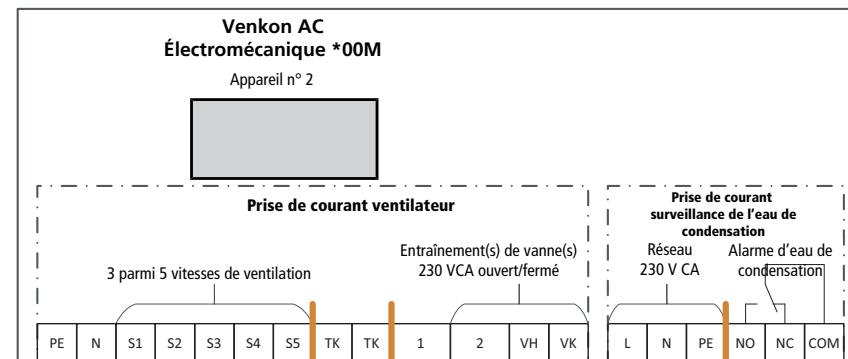 Venkon AC
Électromécanique *00M
Appareil n° 2
Prise de courant ventilateur
3 parmi 5 vitesses de ventilation
Entraînement(s) de vanne(s)
230 VCA ouvert/fermé
PE N S1 S2 S3 S4 S5 TK TK 1 2 VH VK
Prise de courant
surveillance de l'eau de
condensation
Réseau
230 V CA
Alarme d'eau de
condensation
L N PE NO NC COM